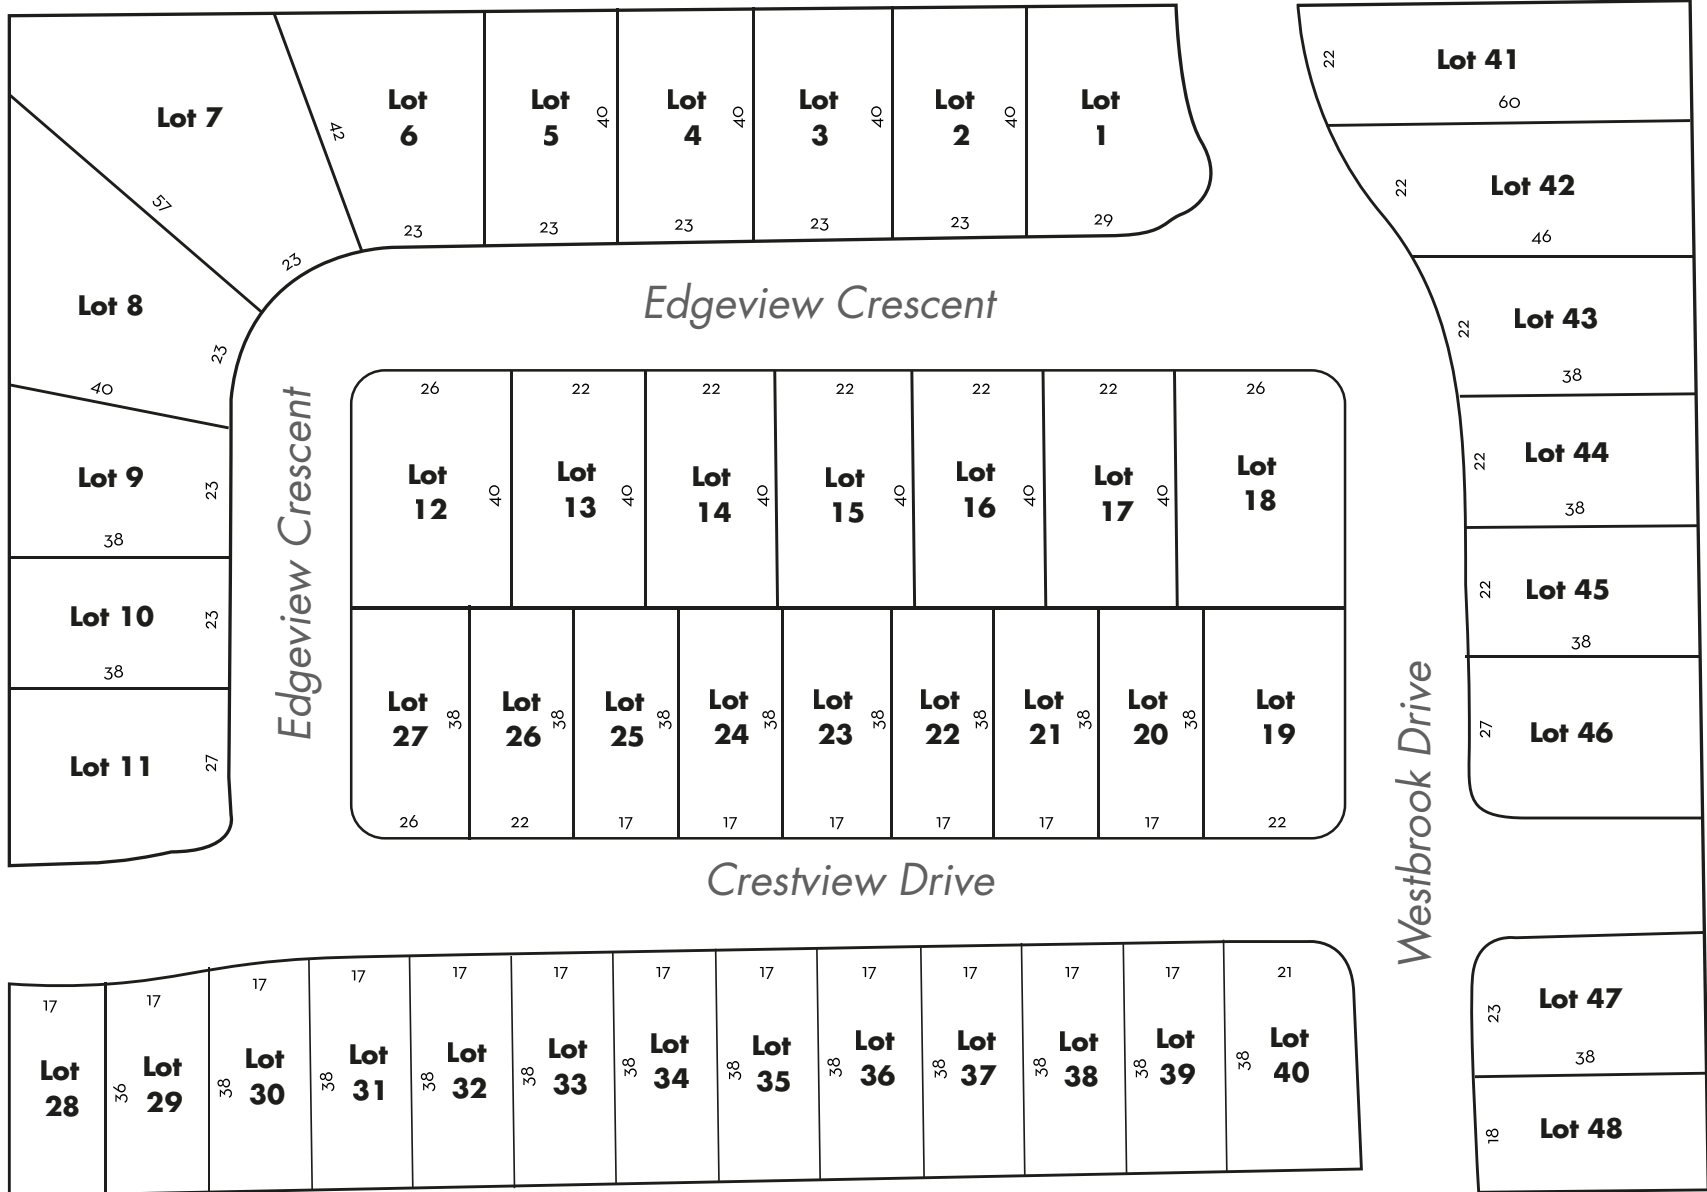 Lot 7
42
57
23
Lot
6
23
Lot
5
40
23
Lot
4
40
23
Lot
3
40
23
Lot
2
40
23
Lot
1
29
22
Lot 41
60
22
Lot 42
46
22
Lot 43
38
22
Lot 44
38
22
Lot 45
38
27
Lot 46
Lot 8
23
40
Lot 9
23
38
Lot 10
23
38
Lot 11
27
Edgeview Crescent
Edgeview Crescent
26
Lot
12
40
22
Lot
13
40
22
Lot
14
40
22
Lot
15
40
22
Lot
16
40
22
Lot
17
40
26
Lot
18
Lot
27
38
26
Lot
26
38
22
Lot
25
38
17
Lot
24
38
17
Lot
23
38
17
Lot
22
38
17
Lot
21
38
17
Lot
20
38
17
Lot
19
22
Crestview Drive
Westbrook Drive
17
Lot
28
17
36
Lot
29
17
38
Lot
30
17
38
Lot
31
17
38
Lot
32
17
38
Lot
33
17
38
Lot
34
17
38
Lot
35
17
38
Lot
36
17
38
Lot
37
17
38
Lot
38
17
38
Lot
39
21
38
Lot
40
23
Lot 47
38
18
Lot 48